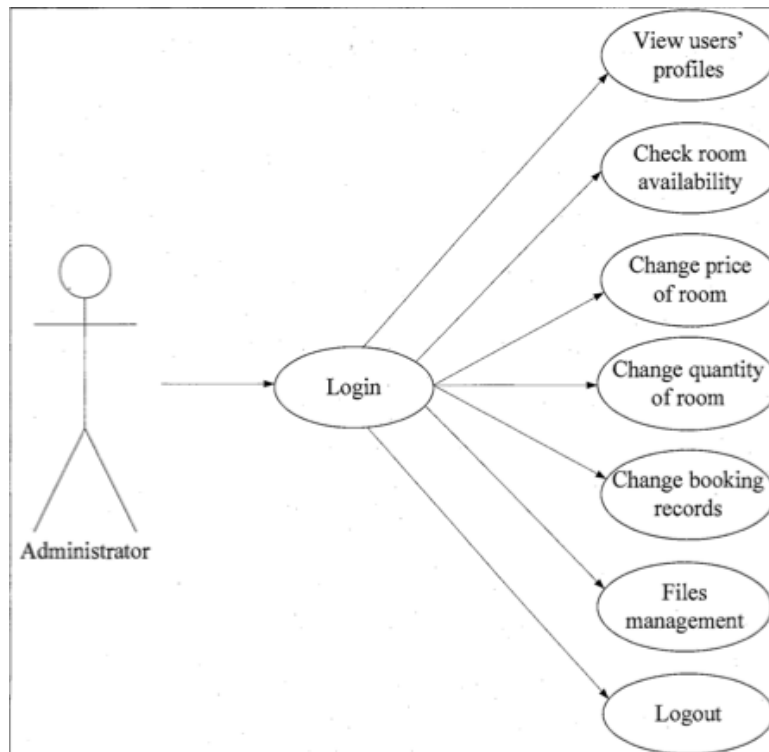 View users'
profiles
Check room
availability
Change price
of room
Login
Change quantity
of room
Change booking
records
Administrator
Files
management
Logout